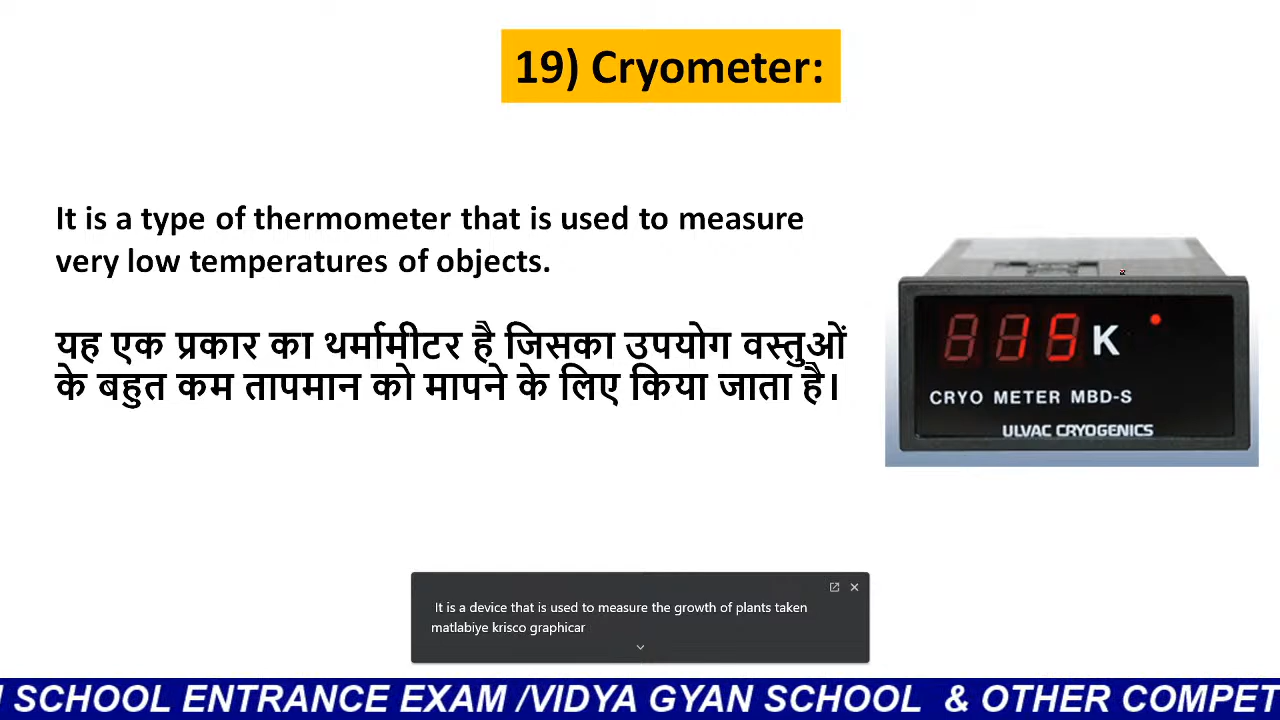 19) Cryometer:
It is a type of thermometer that is used to measure
very low temperatures of objects.
यह एक प्रकार का थर्मामीटर है जिसका उपयोग वस्तुओं
के बहुत कम तापमान को मापने के लिए किया जाता है।
15 K
CRYO METER MBD-S
ULVAC CRYOGENICS
It is a device that is used to measure the growth of plants taken
matlabiye krisco graphicar
SCHOOL ENTRANCE EXAM /VIDYA GYAN SCHOOL & OTHER COMPET